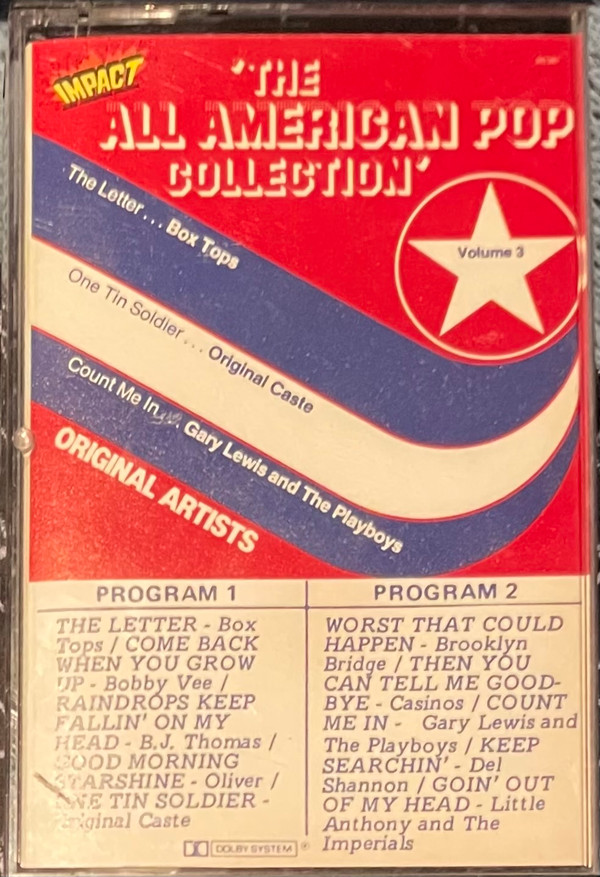 IMPACT
'THE
ALL AMERICAN POP
COLLECTION'
The Letter... Box Tops
Volume 3
One Tin Soldier... Original Caste
Count Me In... Gary Lewis and The Playboys
ORIGINAL ARTISTS
PROGRAM 1
THE LETTER - Box
Tops / COME BACK
WHEN YOU GROW
UP - Bobby Vee /
RAINDROPS KEEP
FALLIN' ON MY
HEAD - B.J. Thomas /
GOOD MORNING
STARSHINE - Oliver /
ONE TIN SOLDIER -
Original Caste
PROGRAM 2
WORST THAT COULD
HAPPEN - Brooklyn
Bridge / THEN YOU
CAN TELL ME GOOD-
BYE - Casinos / COUNT
ME IN - Gary Lewis and
The Playboys / KEEP
SEARCHIN' - Del
Shannon / GOIN' OUT
OF MY HEAD - Little
Anthony and The
Imperials
DOLBY SYSTEM ®